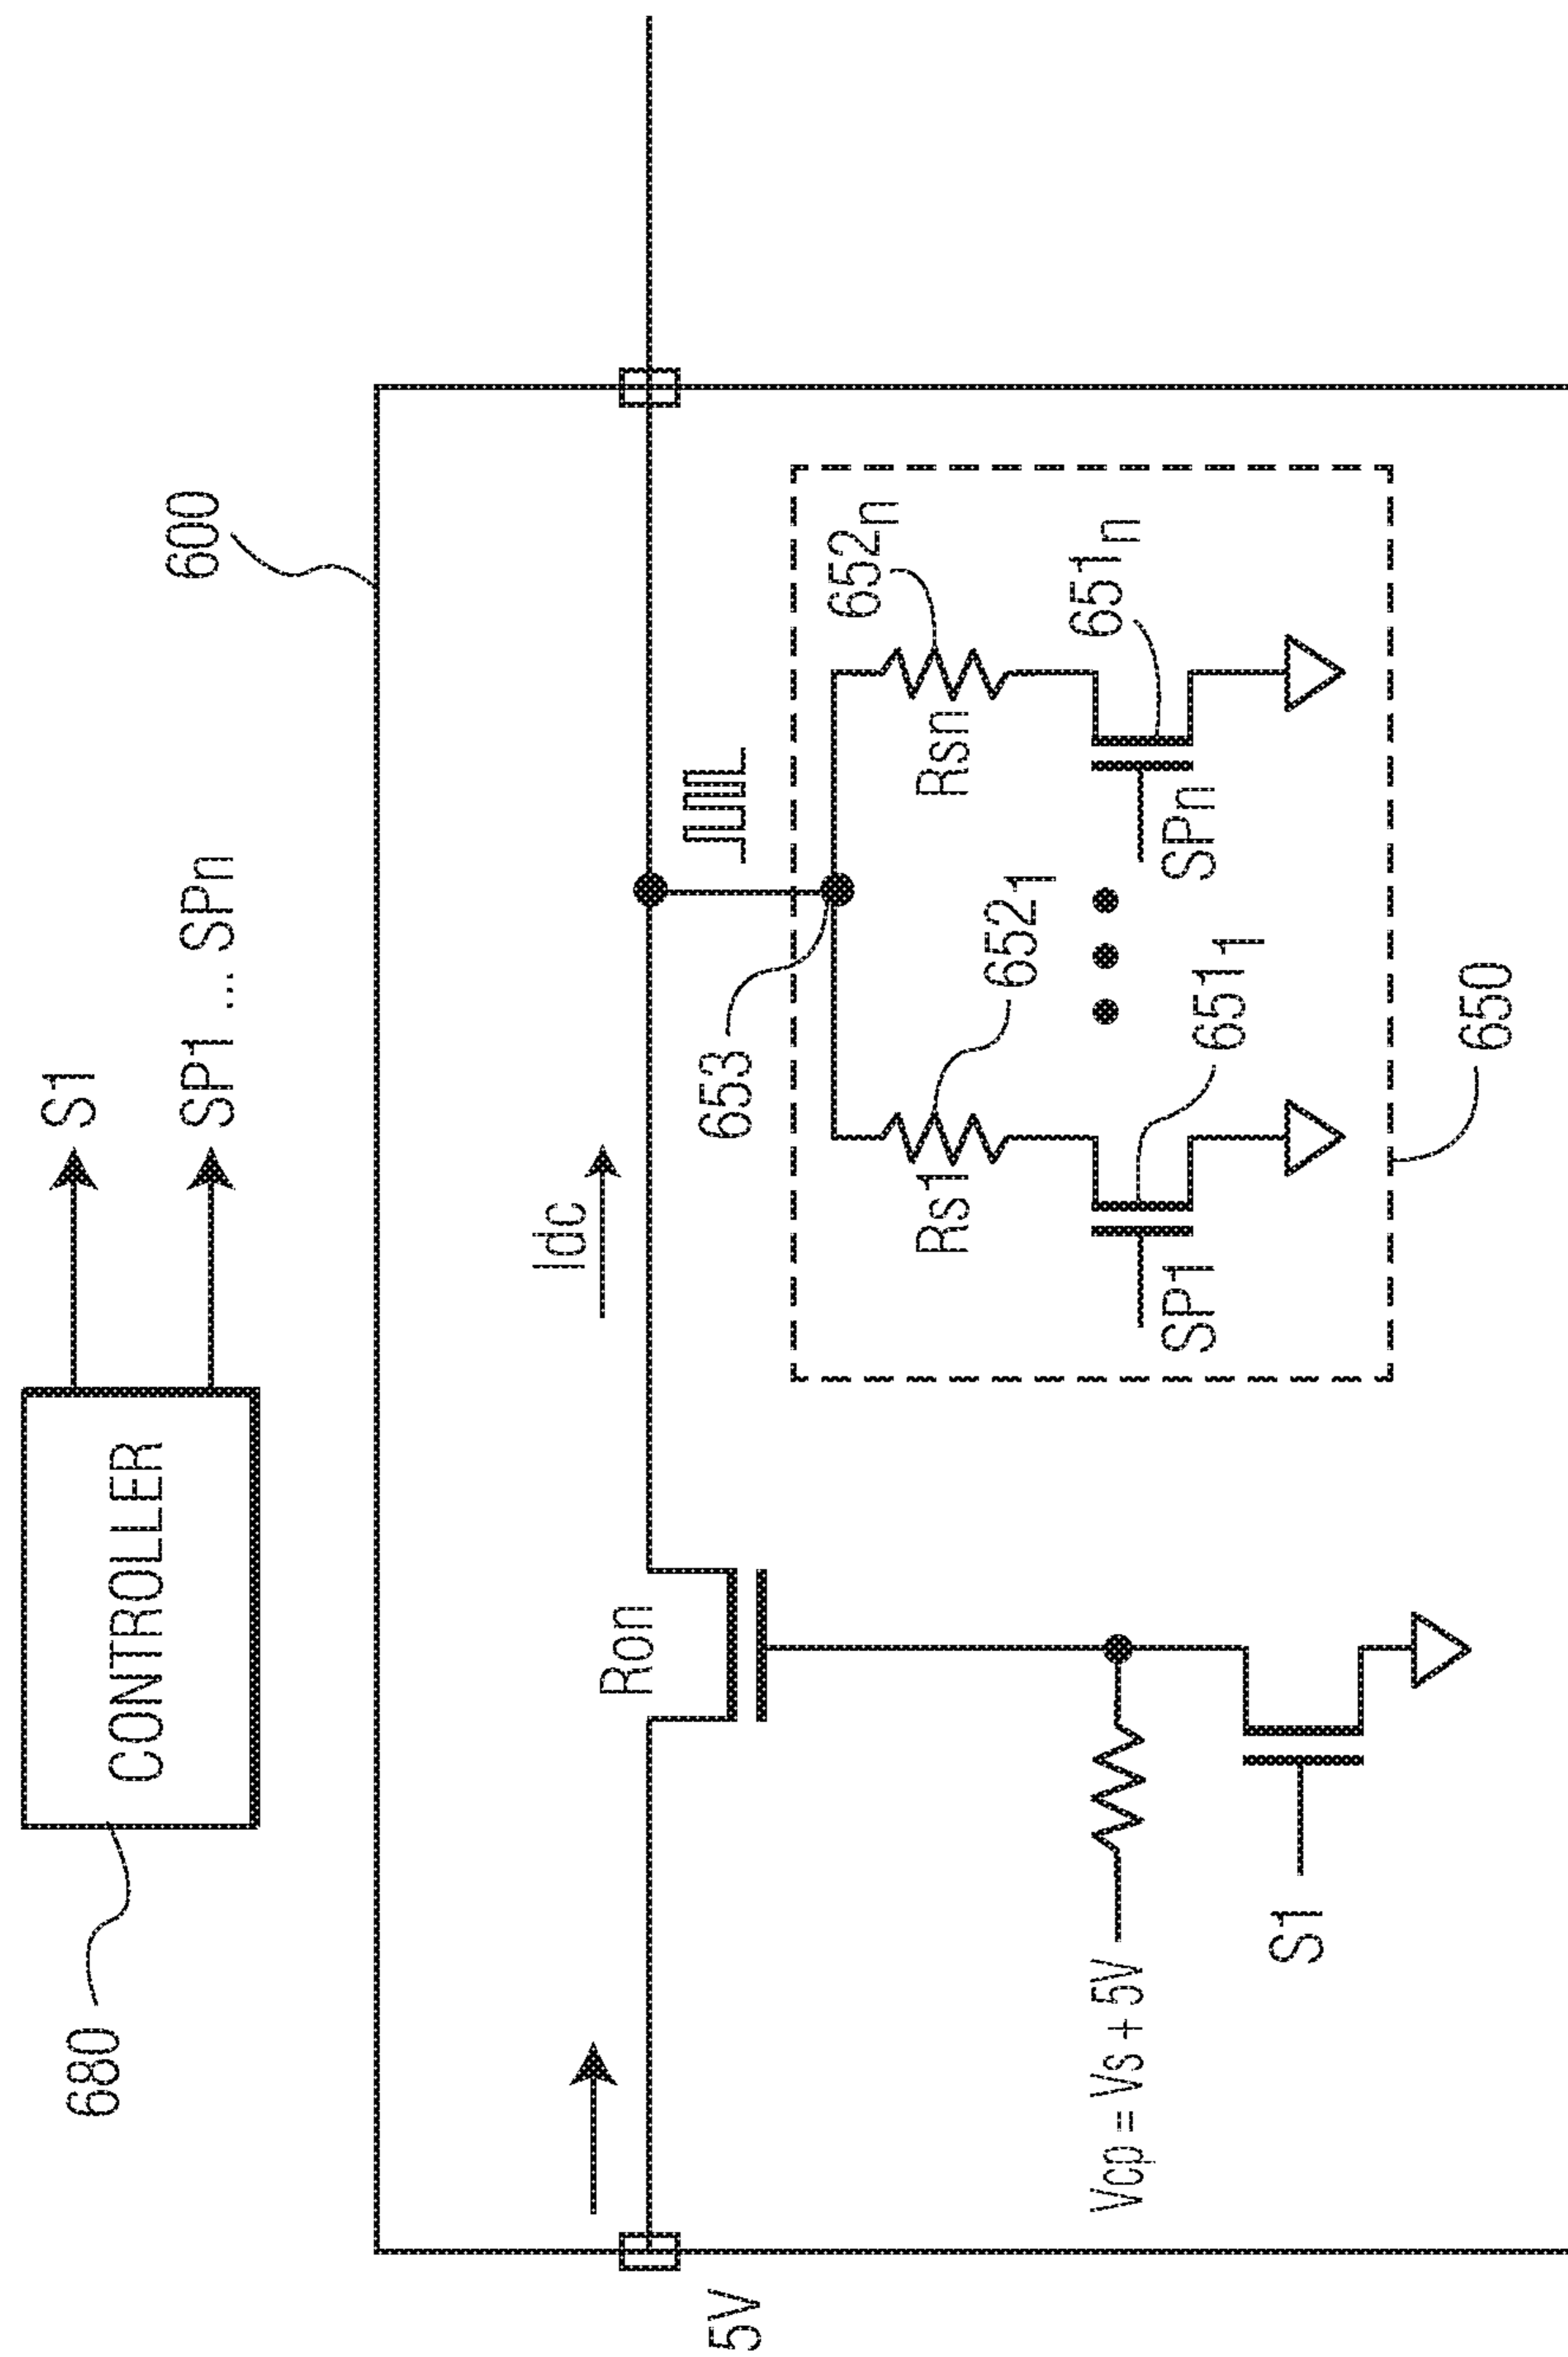 680
CONTROLLER
S1
SP1 ... SPn
600
5V
Ron
Idc
653
Rs1
652₁
Rsn
652ₙ
SP1
651₁
SPn
651ₙ
650
Vcp = Vs + 5V
S1